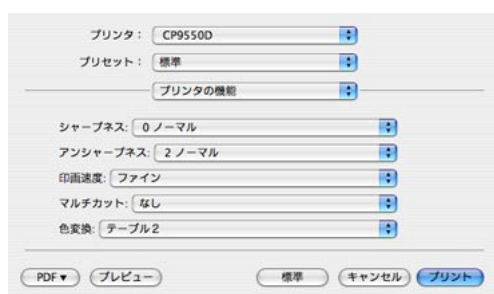 プリンタ： CP9550D
プリセット： 標準
プリンタの機能
シャープネス: 0 ノーマル
アンシャープネス: 2 ノーマル
印画速度: ファイン
マルチカット: なし
色変換: テーブル2
PDF▼ プレビュー 標準 キャンセル プリント